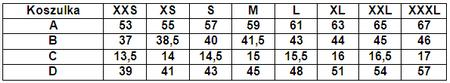 Koszulka XXS XS S M L XL XXL XXXL
A 53 55 57 59 61 63 65 67
B 37 38,5 40 41,5 43 44 45 46
C 13,5 14 14,5 15 15,5 16 16,5 17
D 39 41 43 45 48 51 54 57